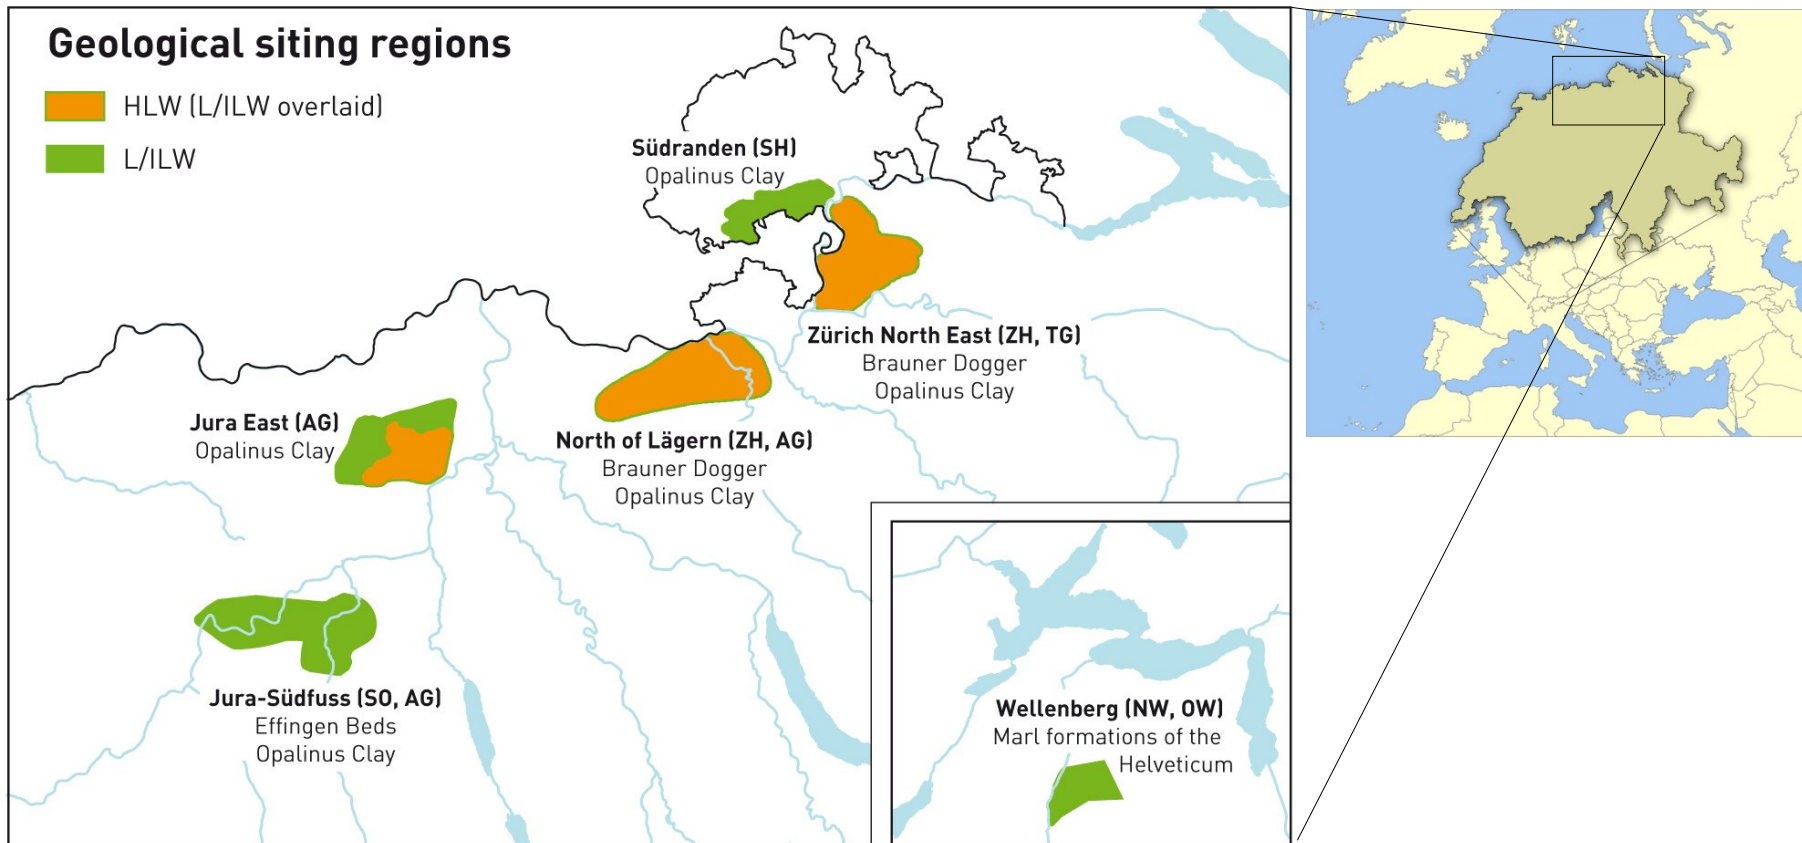 Geological siting regions
HLW (L/ILW overlaid)
L/ILW
Südranden (SH)
Opalinus Clay
Zürich North East (ZH, TG)
Brauner Dogger
Opalinus Clay
Jura East (AG)
Opalinus Clay
North of Lägern (ZH, AG)
Brauner Dogger
Opalinus Clay
Jura-Südfuss (SO, AG)
Effingen Beds
Opalinus Clay
Wellenberg (NW, OW)
Marl formations of the
Helveticum